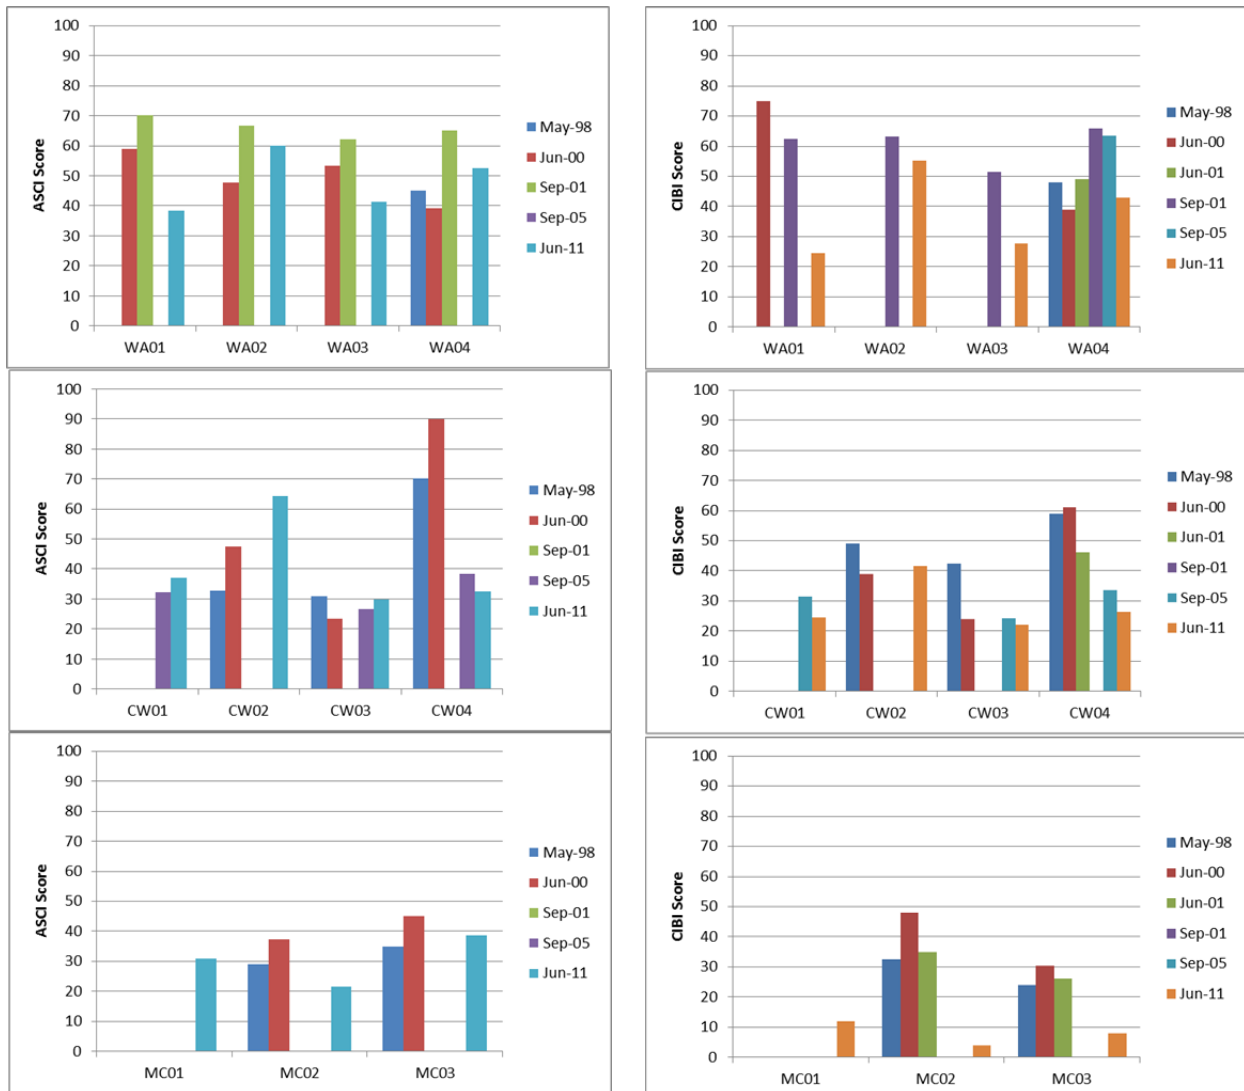 100
90
80
70
60
50
40
30
20
10
0
ASCI Score
WA01 WA02 WA03 WA04
May-98
Jun-00
Sep-01
Sep-05
Jun-11
100
90
80
70
60
50
40
30
20
10
0
CIBI Score
WA01 WA02 WA03 WA04
May-98
Jun-00
Jun-01
Sep-01
Sep-05
Jun-11
100
90
80
70
60
50
40
30
20
10
0
ASCI Score
CW01 CW02 CW03 CW04
May-98
Jun-00
Sep-01
Sep-05
Jun-11
100
90
80
70
60
50
40
30
20
10
0
CIBI Score
CW01 CW02 CW03 CW04
May-98
Jun-00
Jun-01
Sep-01
Sep-05
Jun-11
100
90
80
70
60
50
40
30
20
10
0
ASCI Score
MC01 MC02 MC03
May-98
Jun-00
Sep-01
Sep-05
Jun-11
100
90
80
70
60
50
40
30
20
10
0
CIBI Score
MC01 MC02 MC03
May-98
Jun-00
Jun-01
Sep-01
Sep-05
Jun-11